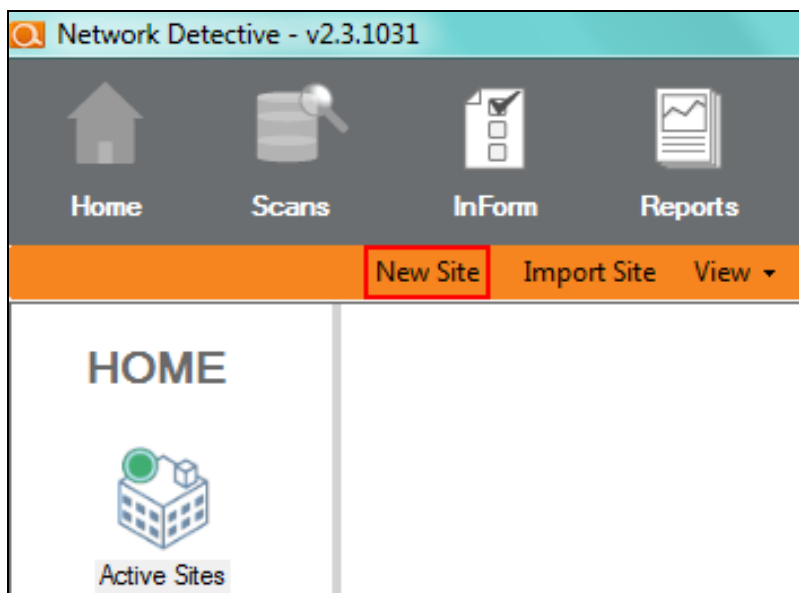 Network Detective - v2.3.1031
Home Scans InForm Reports
New Site Import Site View
HOME
Active Sites